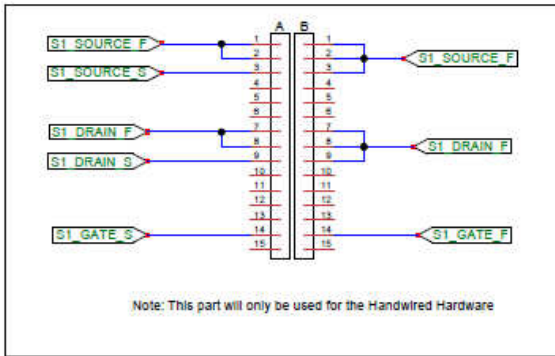 A B
S1_SOURCE_F 1 1
2 2 S1_SOURCE_F
S1_SOURCE_S 3 3
4 4
5 5
6 6
S1_DRAIN_F 7 7
8 8 S1_DRAIN_F
S1_DRAIN_S 9 9
10 10
11 11
12 12
13 13
S1_GATE_S 14 14 S1_GATE_F
15 15
Note: This part will only be used for the Handwired Hardware